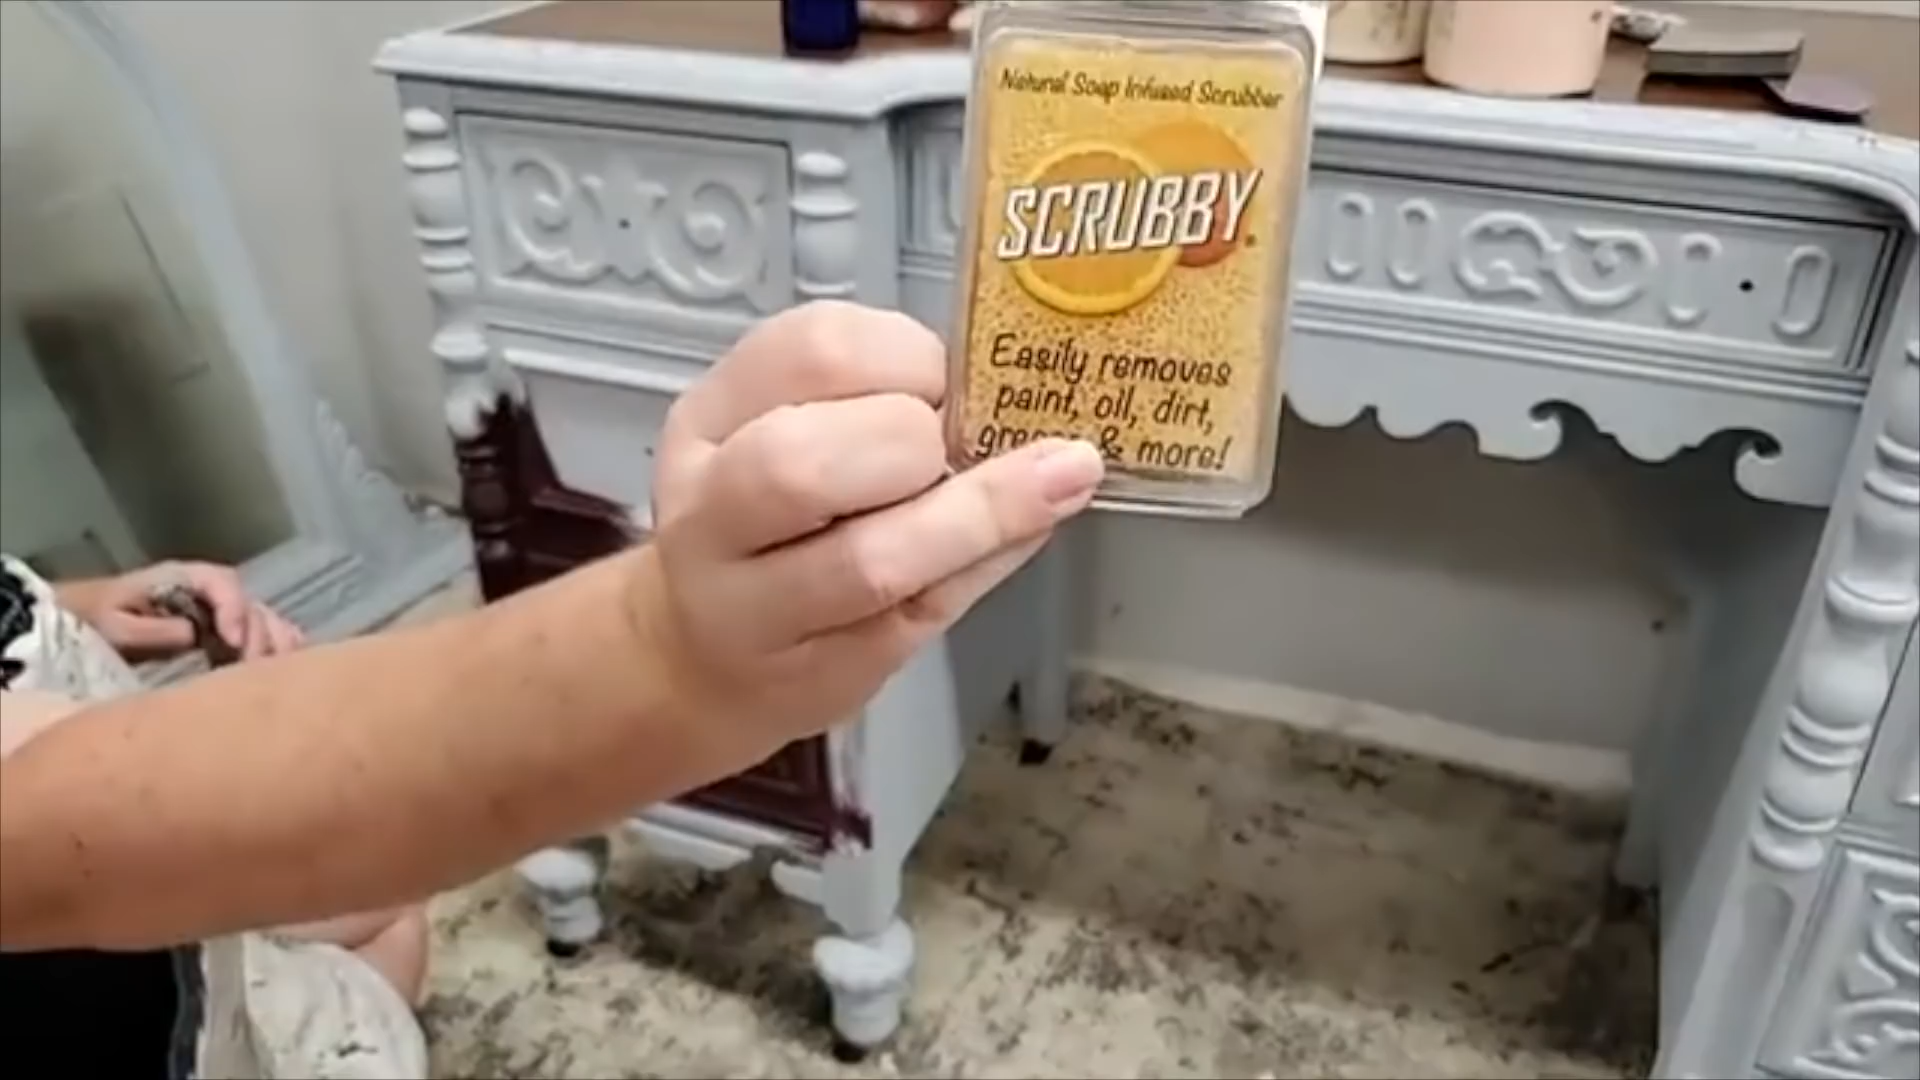 Natural Soap Infused Scrubber
SCRUBBY
Easily removes
paint, oil, dirt,
& more!